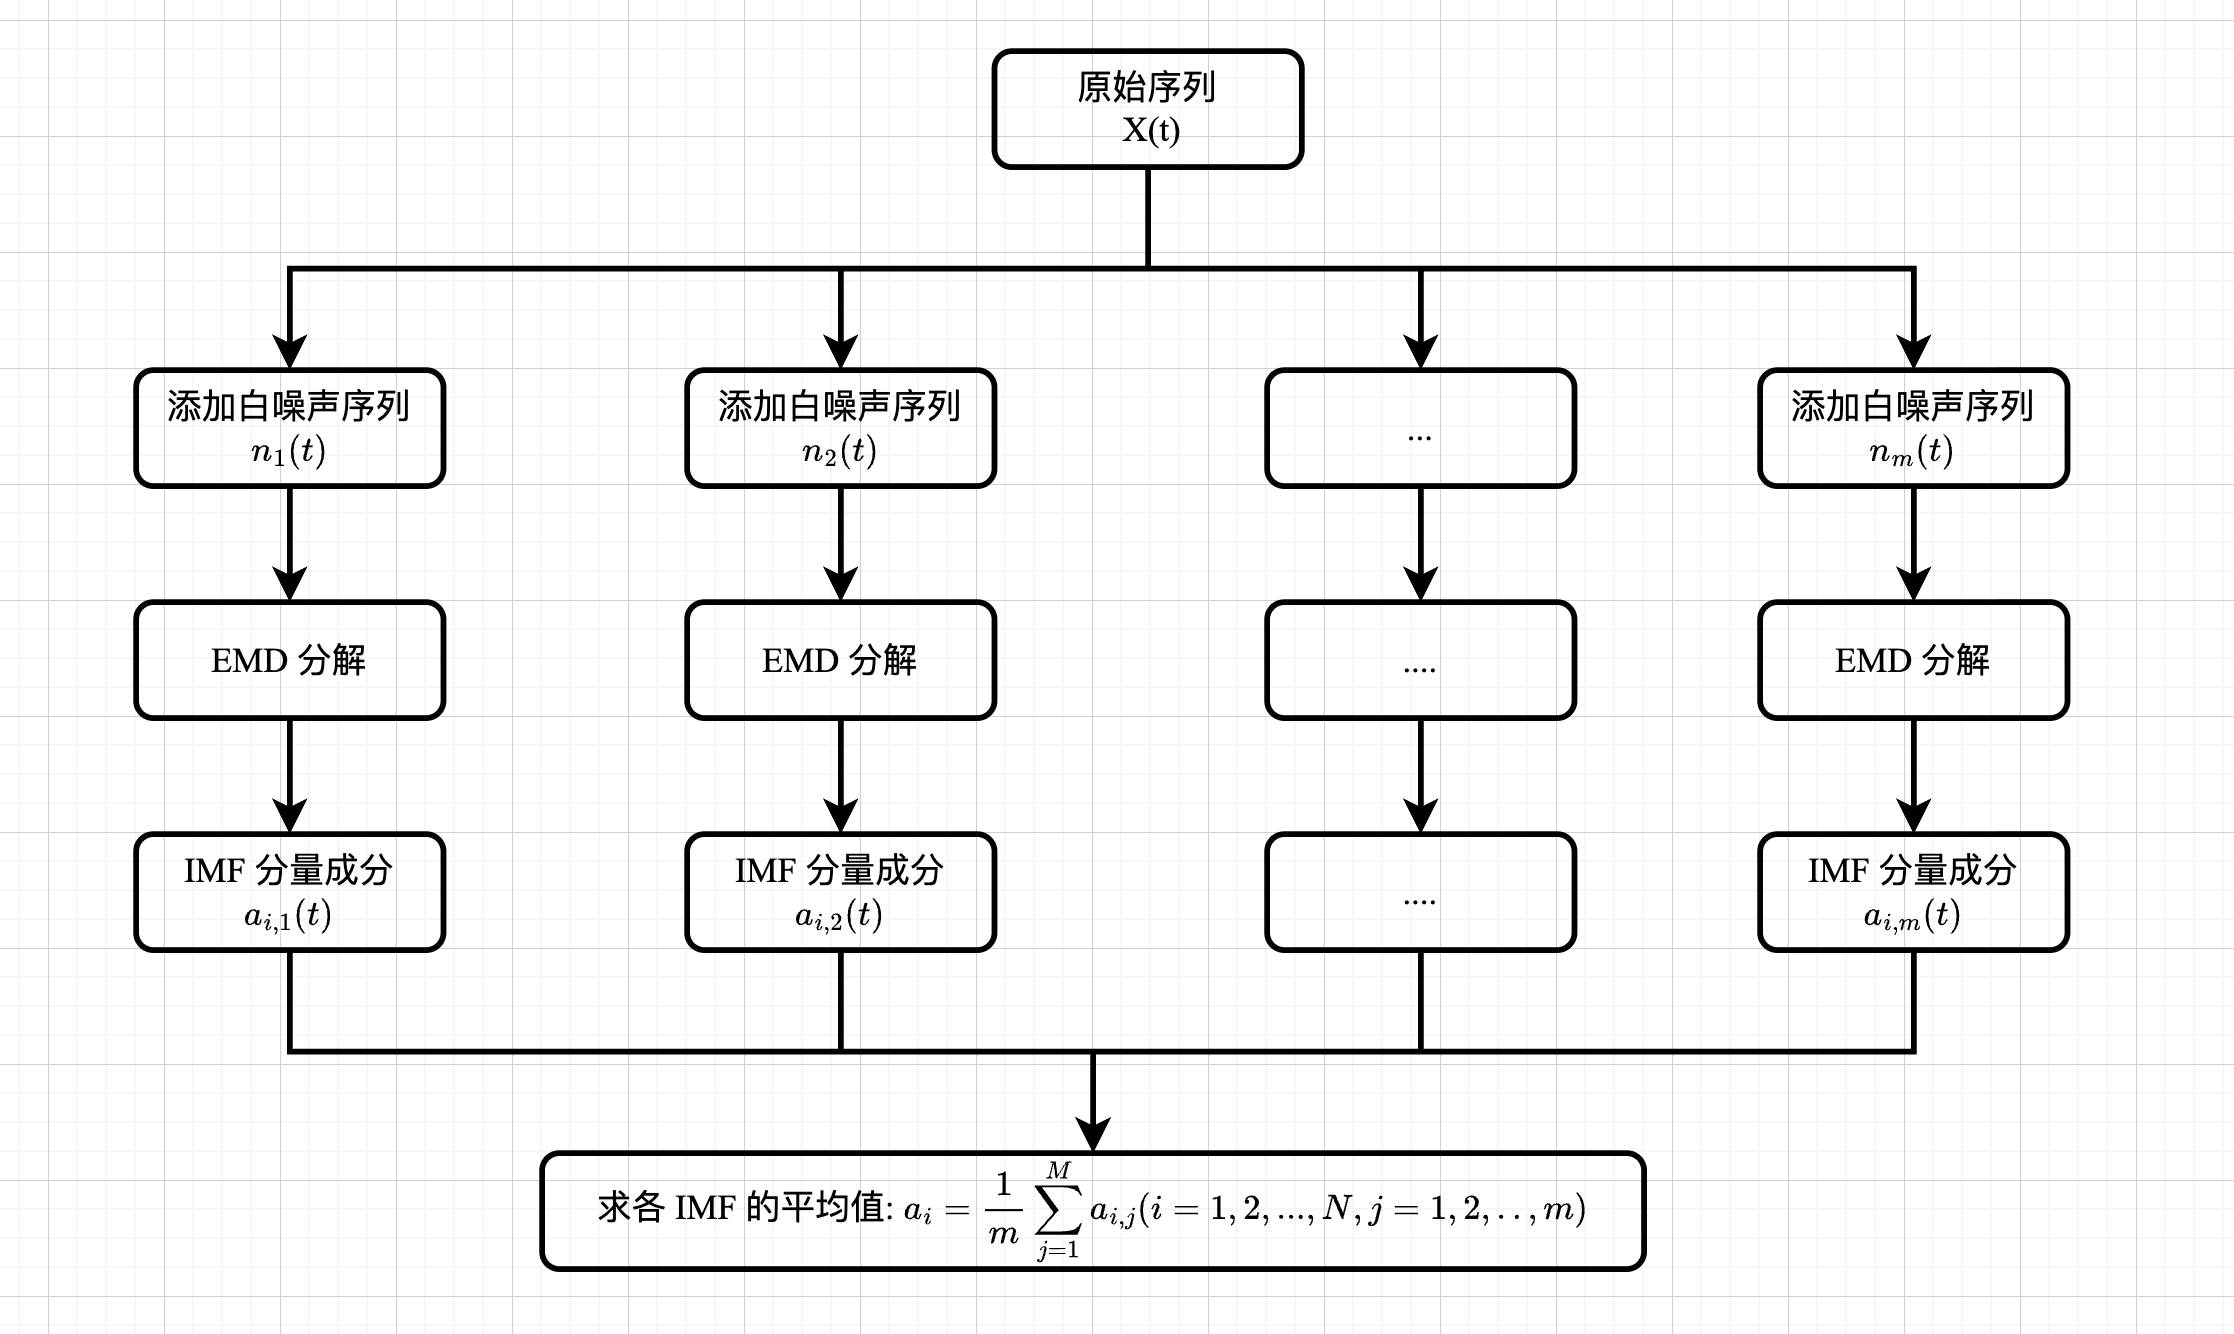 原始序列
X(t)
添加白噪声序列
n₁(t)
添加白噪声序列
n₂(t)
...
添加白噪声序列
nₘ(t)
EMD 分解
EMD 分解
....
EMD 分解
IMF 分量成分
a_{i,1}(t)
IMF 分量成分
a_{i,2}(t)
....
IMF 分量成分
a_{i,m}(t)
求各 IMF 的平均值: a_i = \frac{1}{m} \sum_{j=1}^{M} a_{i,j}(i = 1, 2, ..., N, j = 1, 2, . . , m)